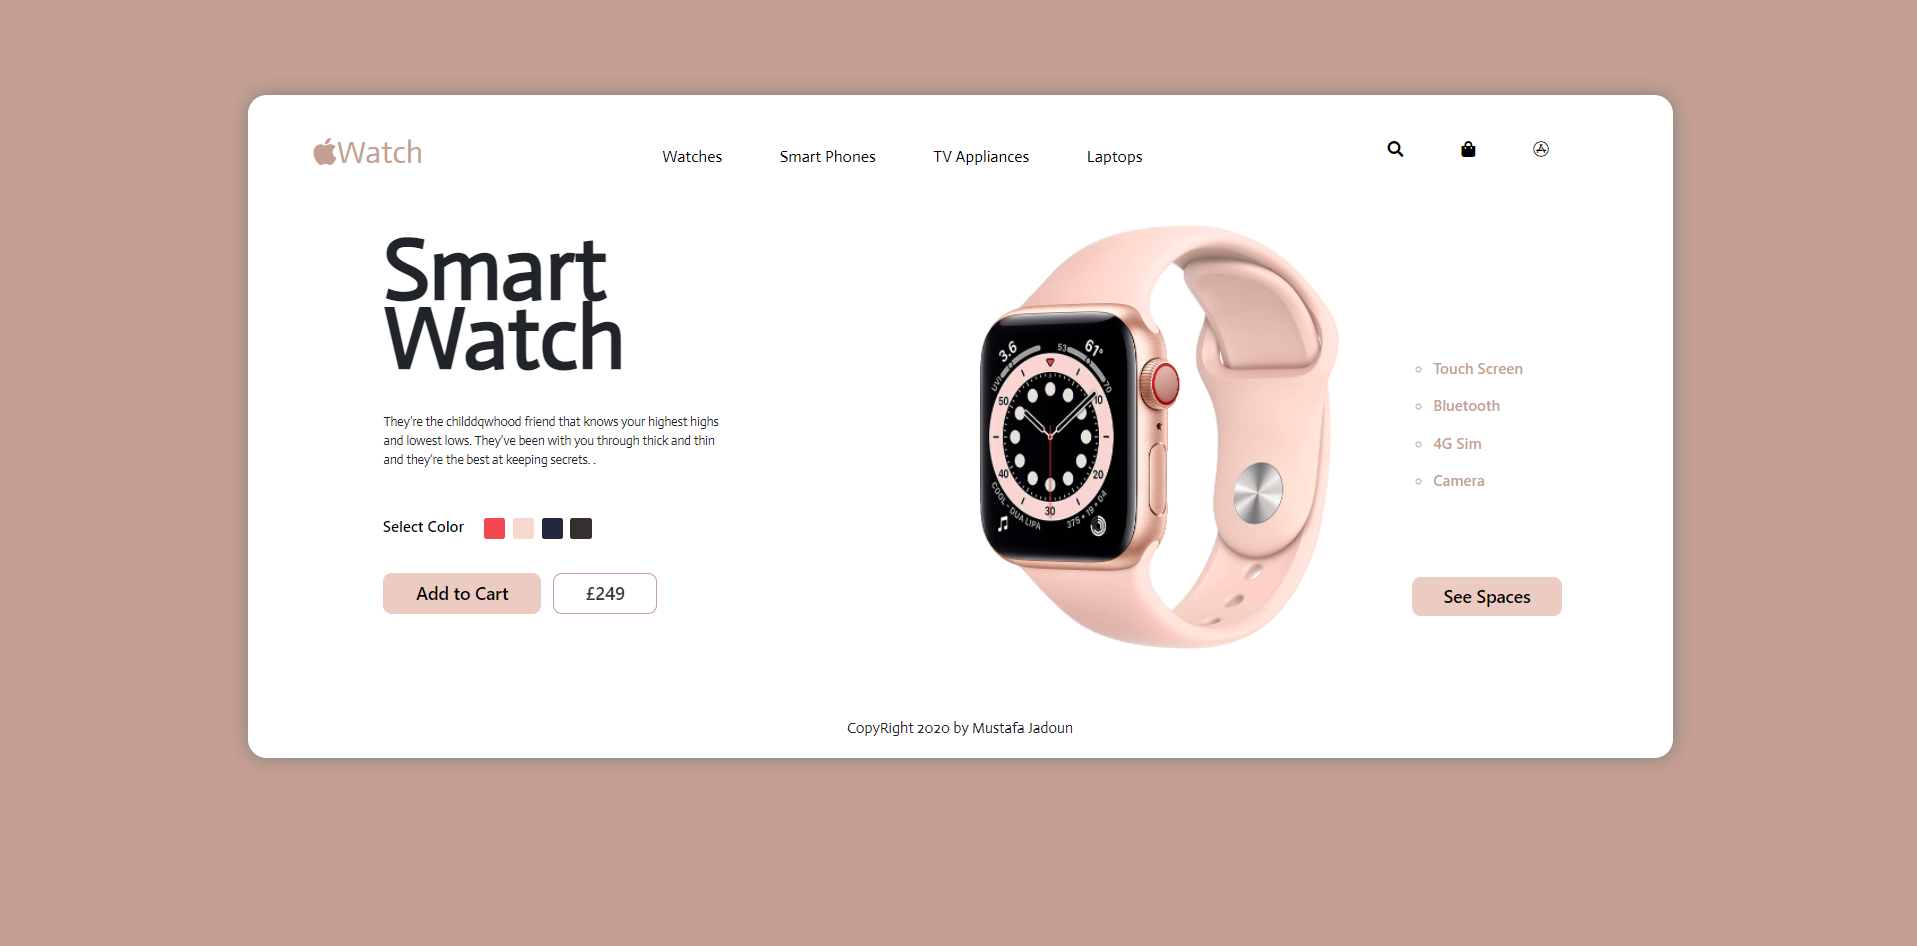 Watch
Watches Smart Phones TV Appliances Laptops
Smart
Watch
They're the childdqwhood friend that knows your highest highs
and lowest lows. They've been with you through thick and thin
and they're the best at keeping secrets. .
Select Color
Add to Cart £249
3.6 53 61°
UVI 70
50 10
40 20
30
COOL - DUA LIPA 375 • 19 • 04
Touch Screen
Bluetooth
4G Sim
Camera
See Spaces
CopyRight 2020 by Mustafa Jadoun